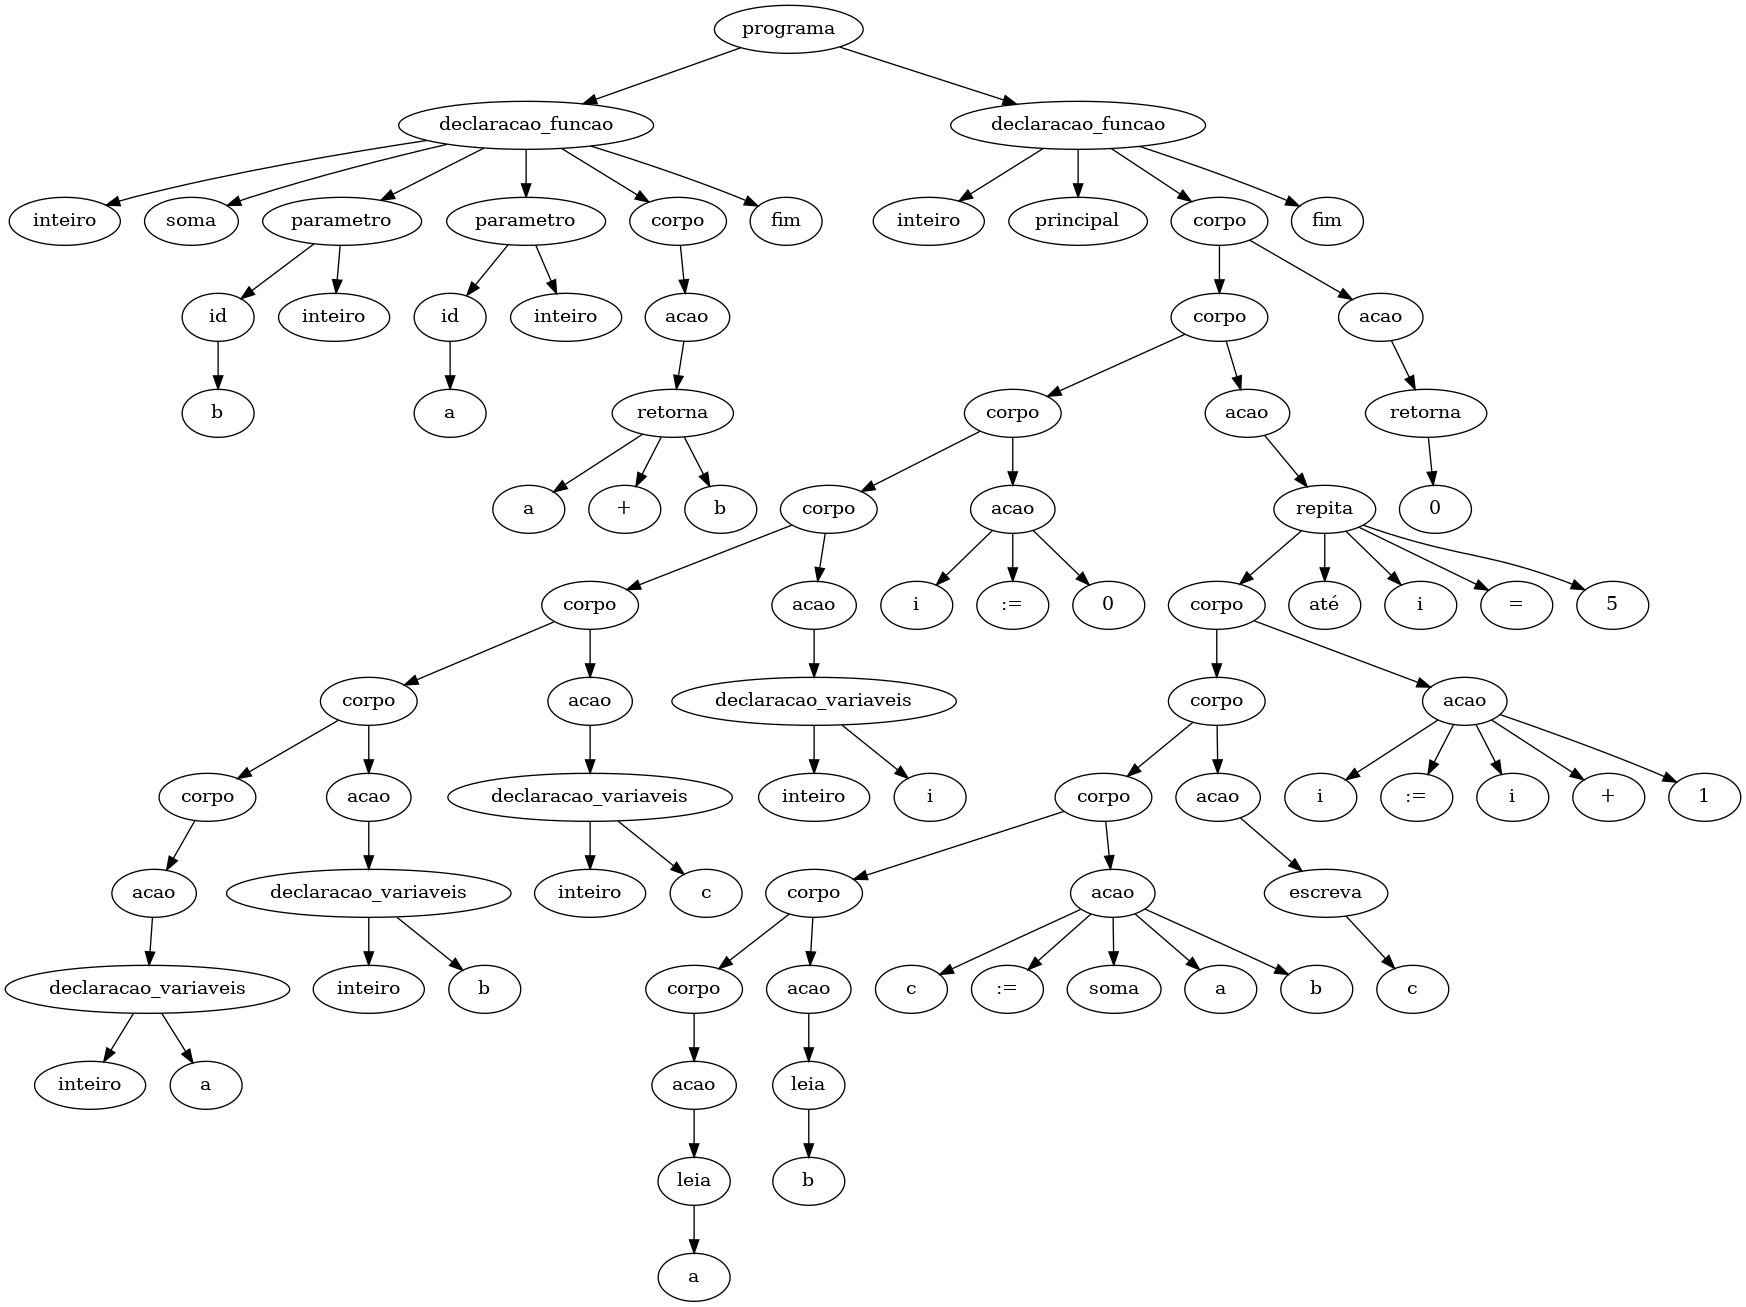 programa
declaracao_funcao declaracao_funcao
inteiro soma parametro parametro corpo fim inteiro principal corpo fim
id inteiro id inteiro acao corpo acao
b a retorna corpo acao retorna
a + b corpo acao repita 0
corpo acao i := 0 corpo até i = 5
corpo acao declaracao_variaveis corpo acao
corpo acao declaracao_variaveis inteiro i corpo acao i := i + 1
acao declaracao_variaveis inteiro c corpo acao escreva
declaracao_variaveis inteiro b corpo acao c := soma a b c
inteiro a acao leia
leia b
a